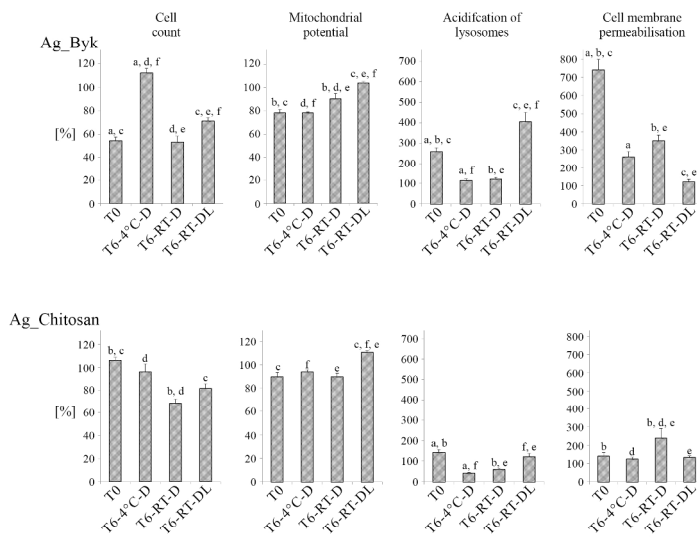 Cell
count
Mitochondrial
potential
Acidifcation of
lysosomes
Cell membrane
permeabilisation
Ag_Byk
[%]
120
100
80
60
40
20
0
a, c
a, d, f
d, e
c, e, f
T0
T6-4°C-D
T6-RT-D
T6-RT-DL
120
100
80
60
40
20
0
b, c
d, f
b, d, e
c, e, f
T0
T6-4°C-D
T6-RT-D
T6-RT-DL
700
600
500
400
300
200
100
0
a, b, c
a, f
b, e
c, e, f
T0
T6-4°C-D
T6-RT-D
T6-RT-DL
800
700
600
500
400
300
200
100
0
a, b, c
a
b, e
c, e
T0
T6-4°C-D
T6-RT-D
T6-RT-DL
Ag_Chitosan
[%]
120
100
80
60
40
20
0
b, c
d
b, d
c
T0
T6-4°C-D
T6-RT-D
T6-RT-DL
120
100
80
60
40
20
0
c
f
e
c, f, e
T0
T6-4°C-D
T6-RT-D
T6-RT-DL
700
600
500
400
300
200
100
0
a, b
a, f
b, e
f, e
T0
T6-4°C-D
T6-RT-D
T6-RT-DL
800
700
600
500
400
300
200
100
0
b
d
b, d, e
e
T0
T6-4°C-D
T6-RT-D
T6-RT-DL